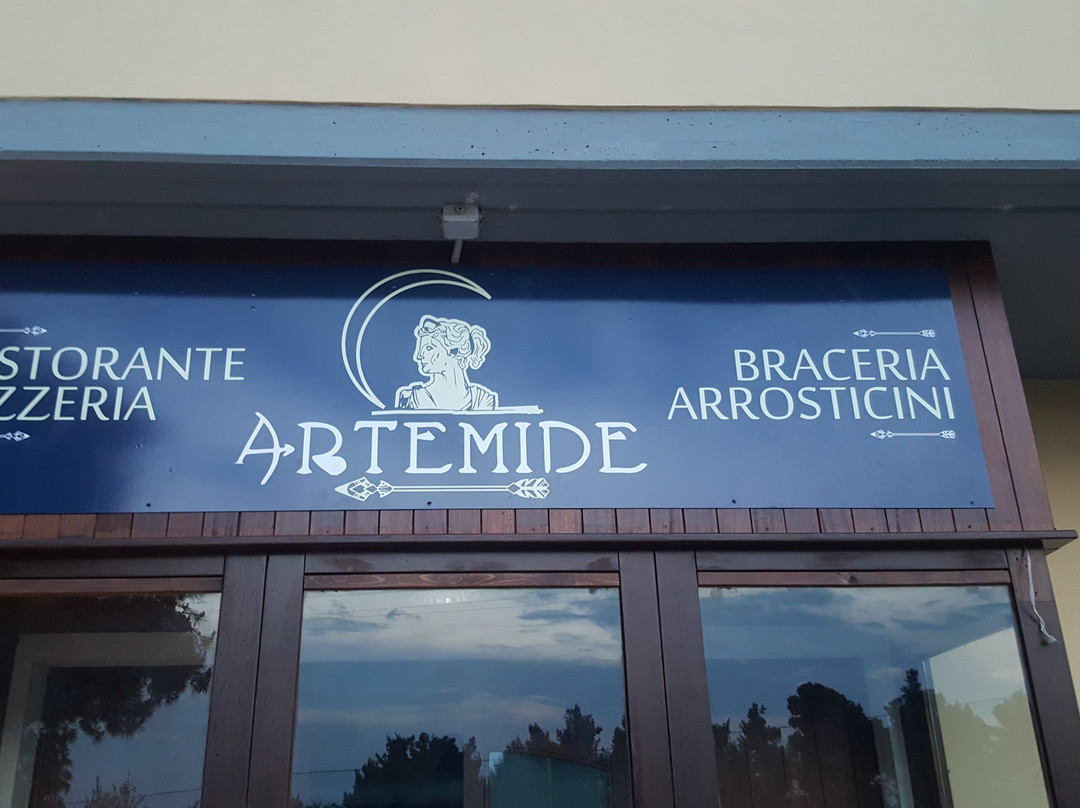 STORANTE
ZZERIA
ARTEMIDE
BRACERIA
ARROSTICINI